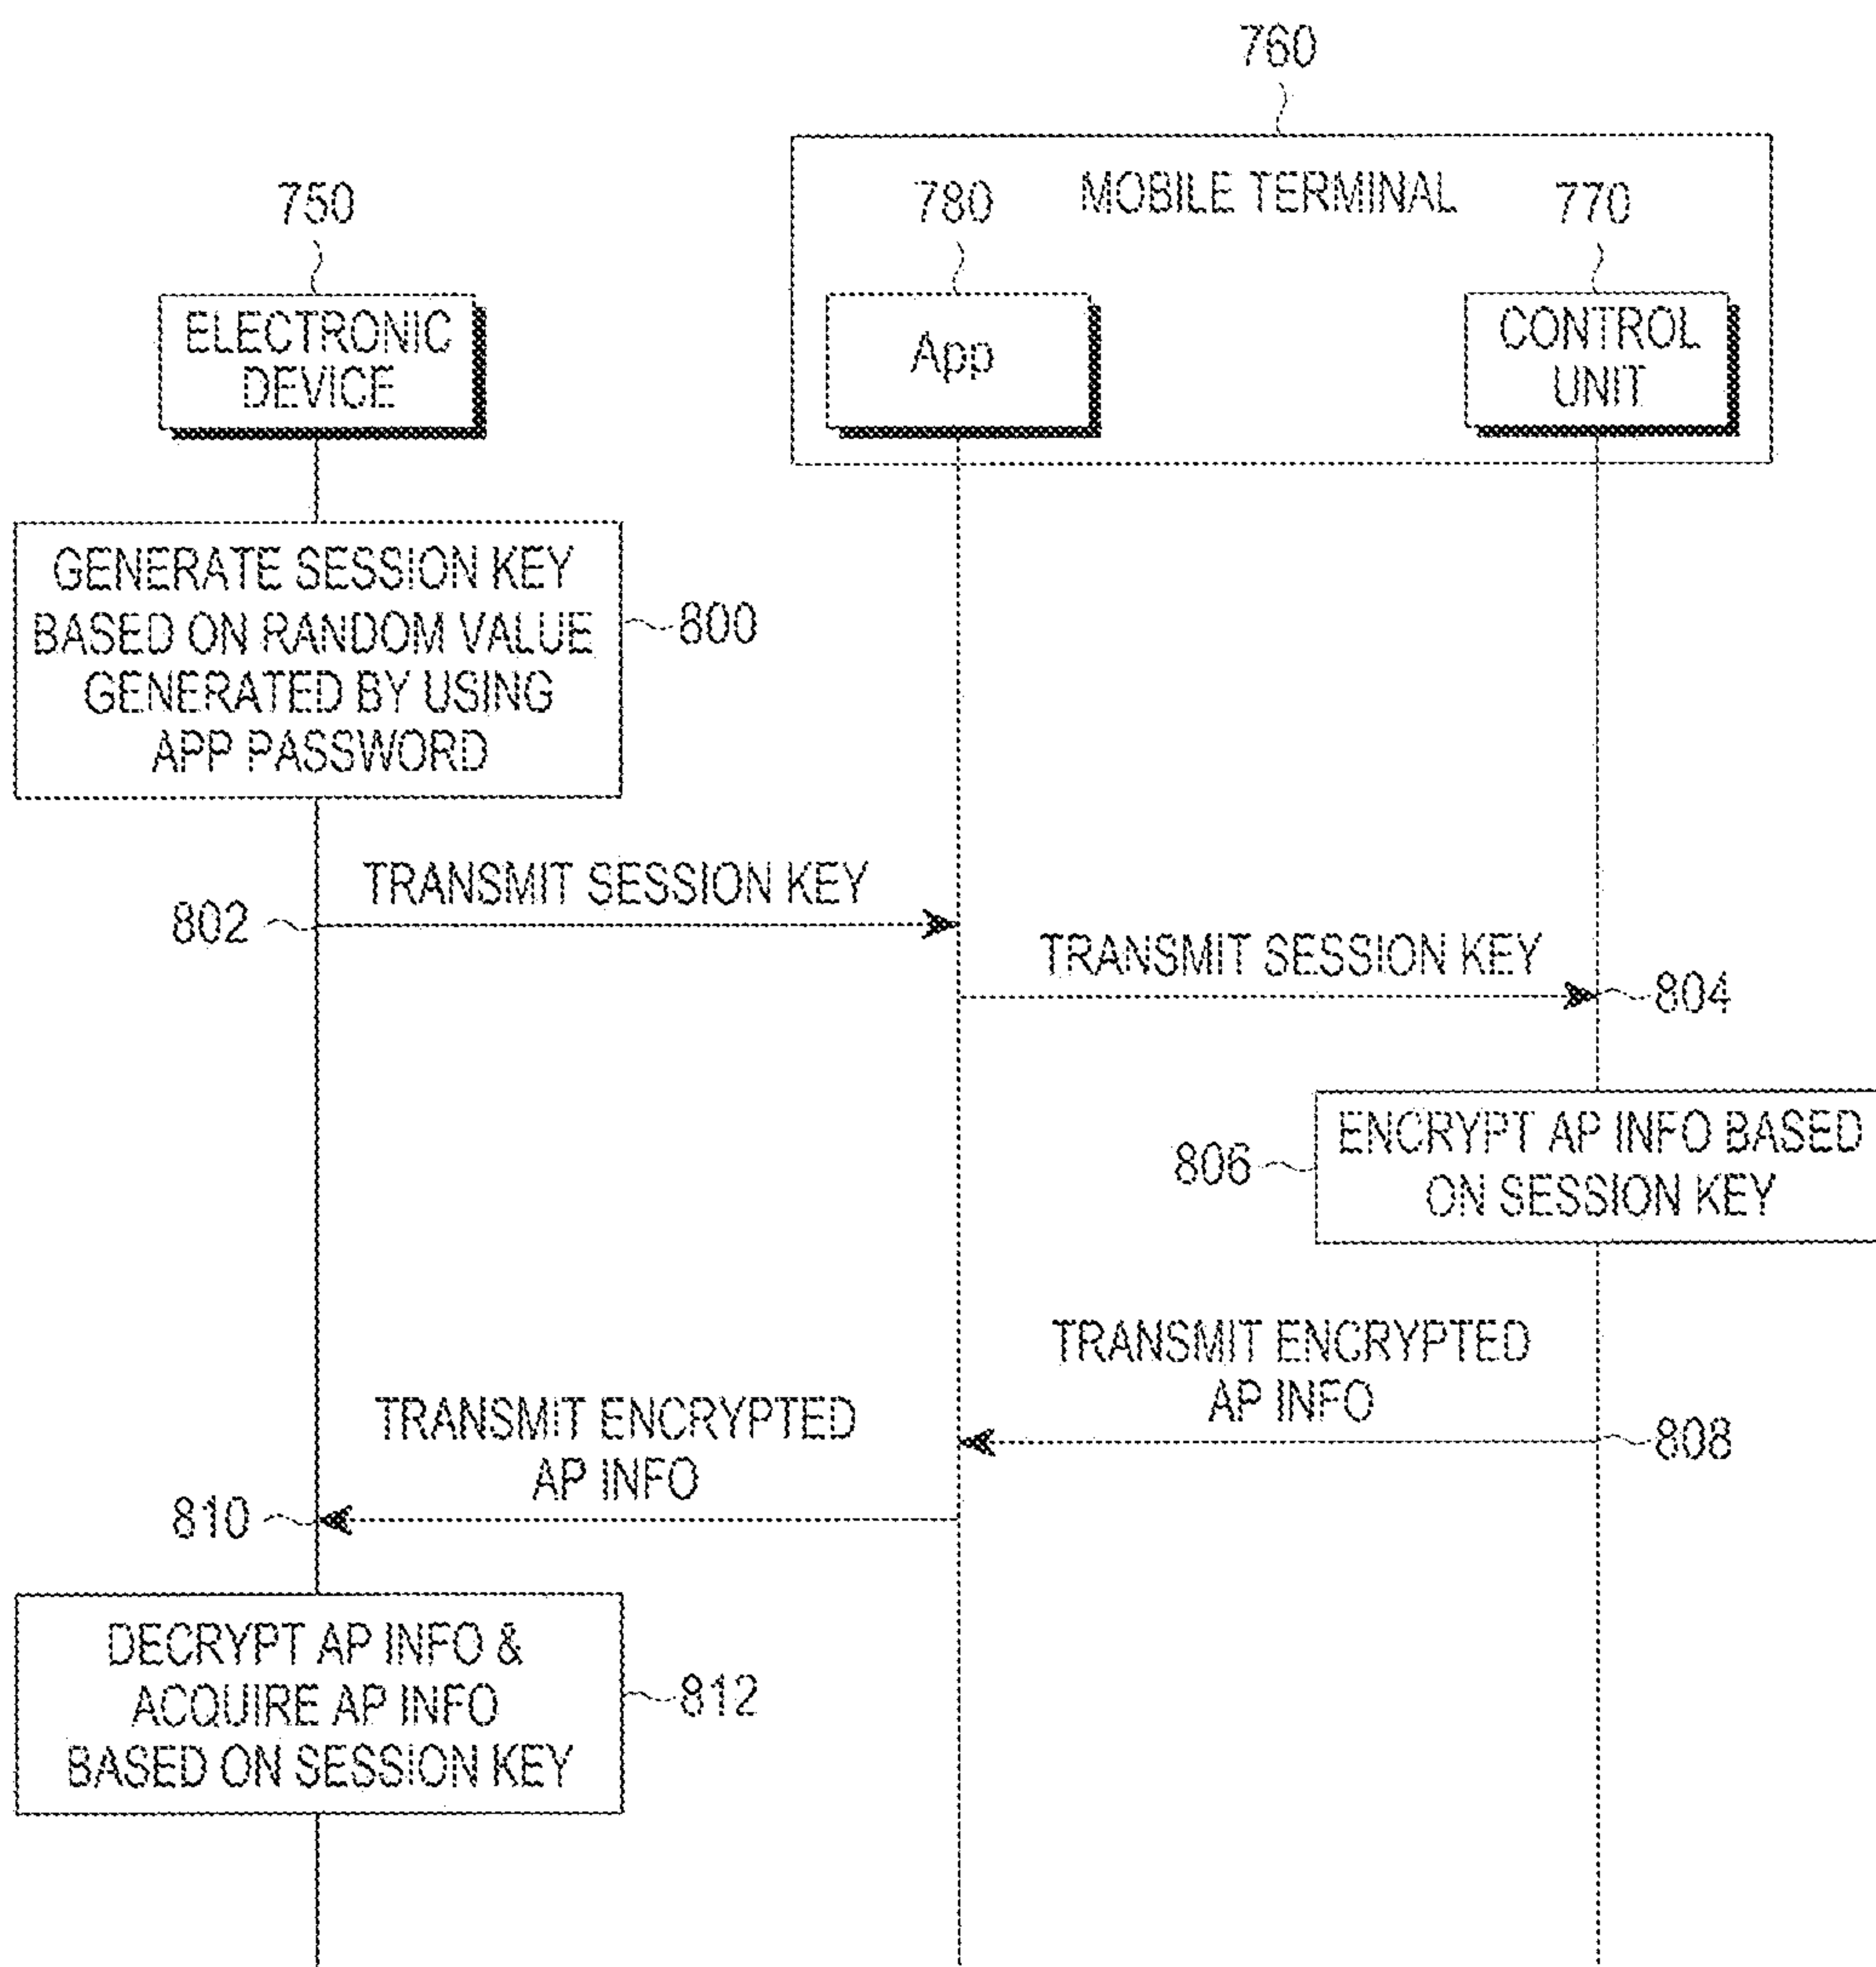 760
MOBILE TERMINAL
750
780
770
ELECTRONIC
DEVICE
App
CONTROL
UNIT
GENERATE SESSION KEY
BASED ON RANDOM VALUE
GENERATED BY USING
APP PASSWORD
800
TRANSMIT SESSION KEY
802
TRANSMIT SESSION KEY
804
ENCRYPT AP INFO BASED
ON SESSION KEY
806
TRANSMIT ENCRYPTED
AP INFO
808
TRANSMIT ENCRYPTED
AP INFO
810
DECRYPT AP INFO &
ACQUIRE AP INFO
BASED ON SESSION KEY
812